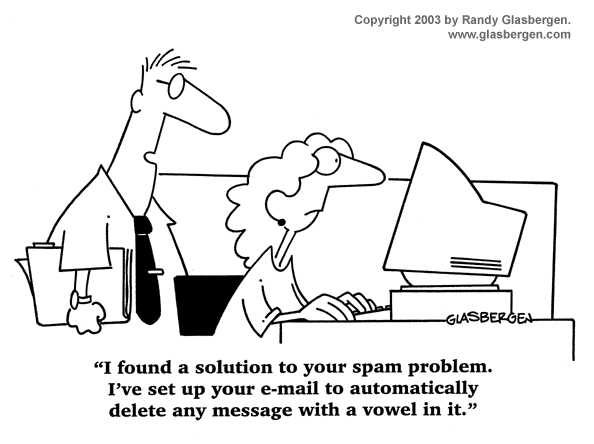 Copyright 2003 by Randy Glasbergen.
www.glasbergen.com
GLASBERGEN
“I found a solution to your spam problem.
I’ve set up your e-mail to automatically
delete any message with a vowel in it.”